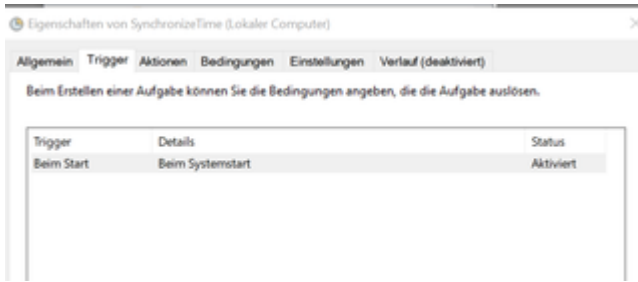 Eigenschaften von SynchronizeTime (Lokaler Computer)
Allgemein Trigger Aktionen Bedingungen Einstellungen Verlauf (deaktiviert)
Beim Erstellen einer Aufgabe können Sie die Bedingungen angeben, die die Aufgabe auslösen.
Trigger Details Status
Beim Start Beim Systemstart Aktiviert